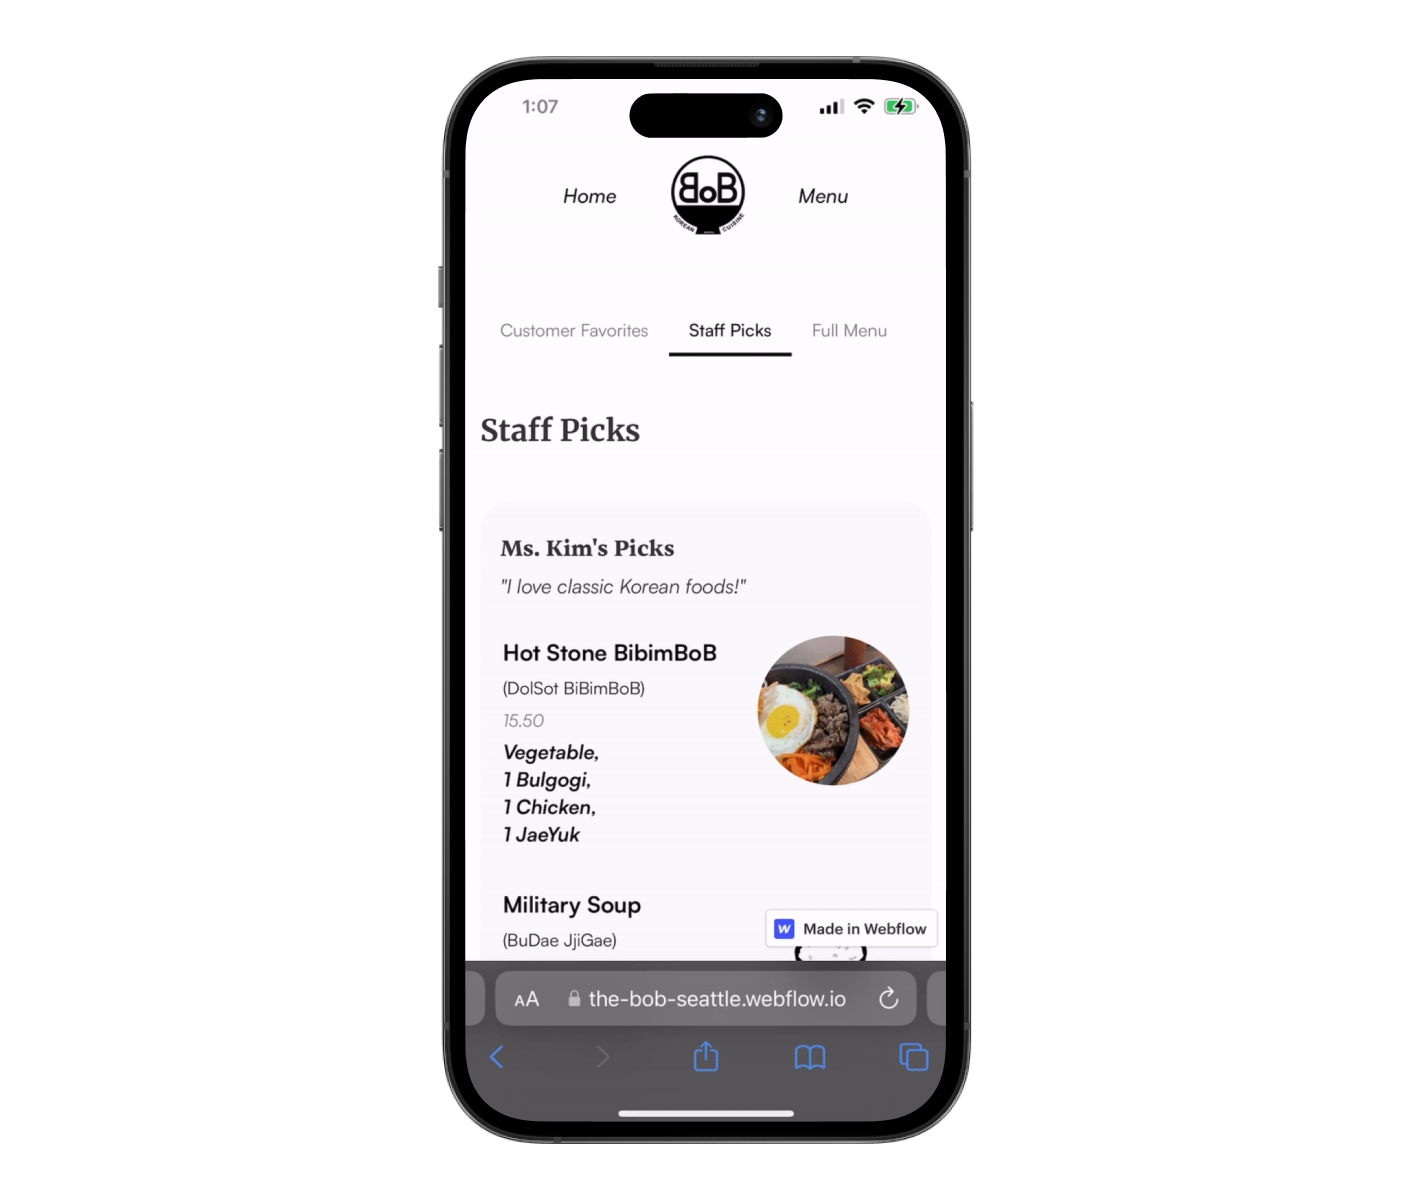 1:07
Home
BoB
KOREAN CUISINE
Menu
Customer Favorites Staff Picks Full Menu
Staff Picks
Ms. Kim's Picks
"I love classic Korean foods!"
Hot Stone BibimBoB
(DolSot BiBimBoB)
15.50
Vegetable,
1 Bulgogi,
1 Chicken,
1 JaeYuk
Military Soup
(BuDae JjiGae)
W Made in Webflow
AA the-bob-seattle.webflow.io